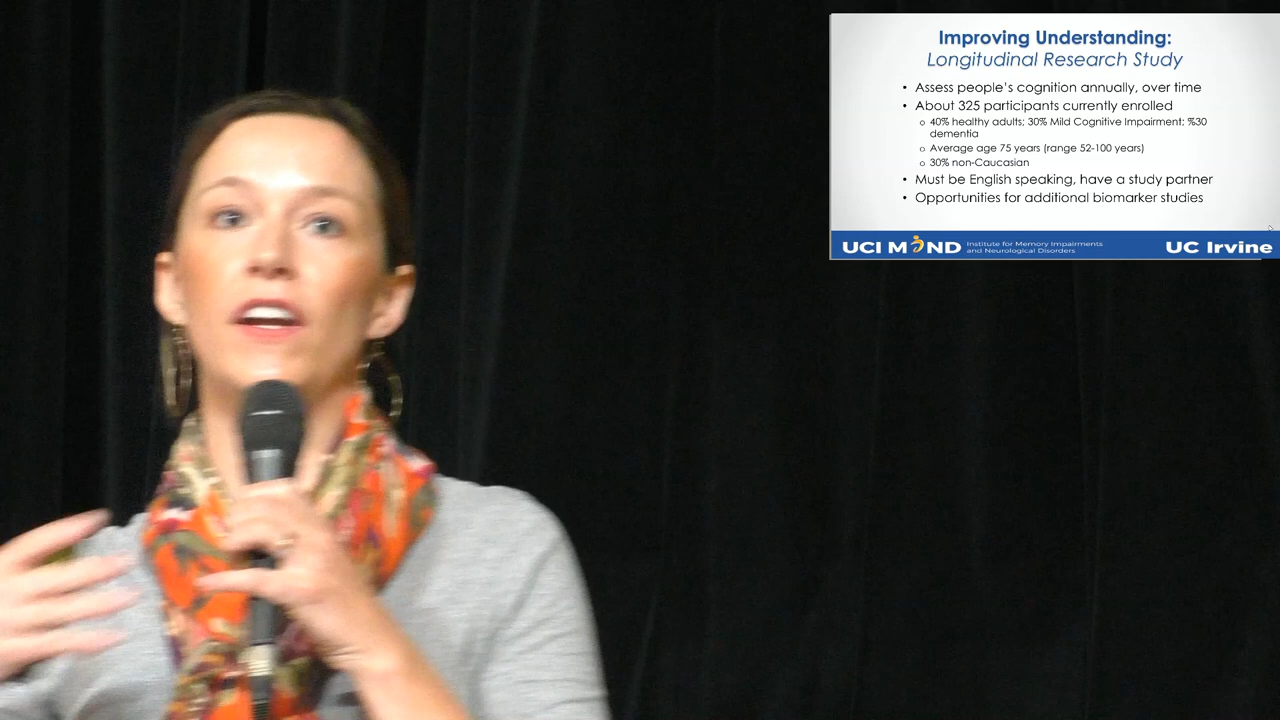 Improving Understanding:
Longitudinal Research Study
• Assess people's cognition annually, over time
• About 325 participants currently enrolled
o 40% healthy adults; 30% Mild Cognitive Impairment; %30
dementia
o Average age 75 years (range 52-100 years)
o 30% non-Caucasian
• Must be English speaking, have a study partner
• Opportunities for additional biomarker studies
UCI MIND Institute for Memory Impairments
and Neurological Disorders
UC Irvine